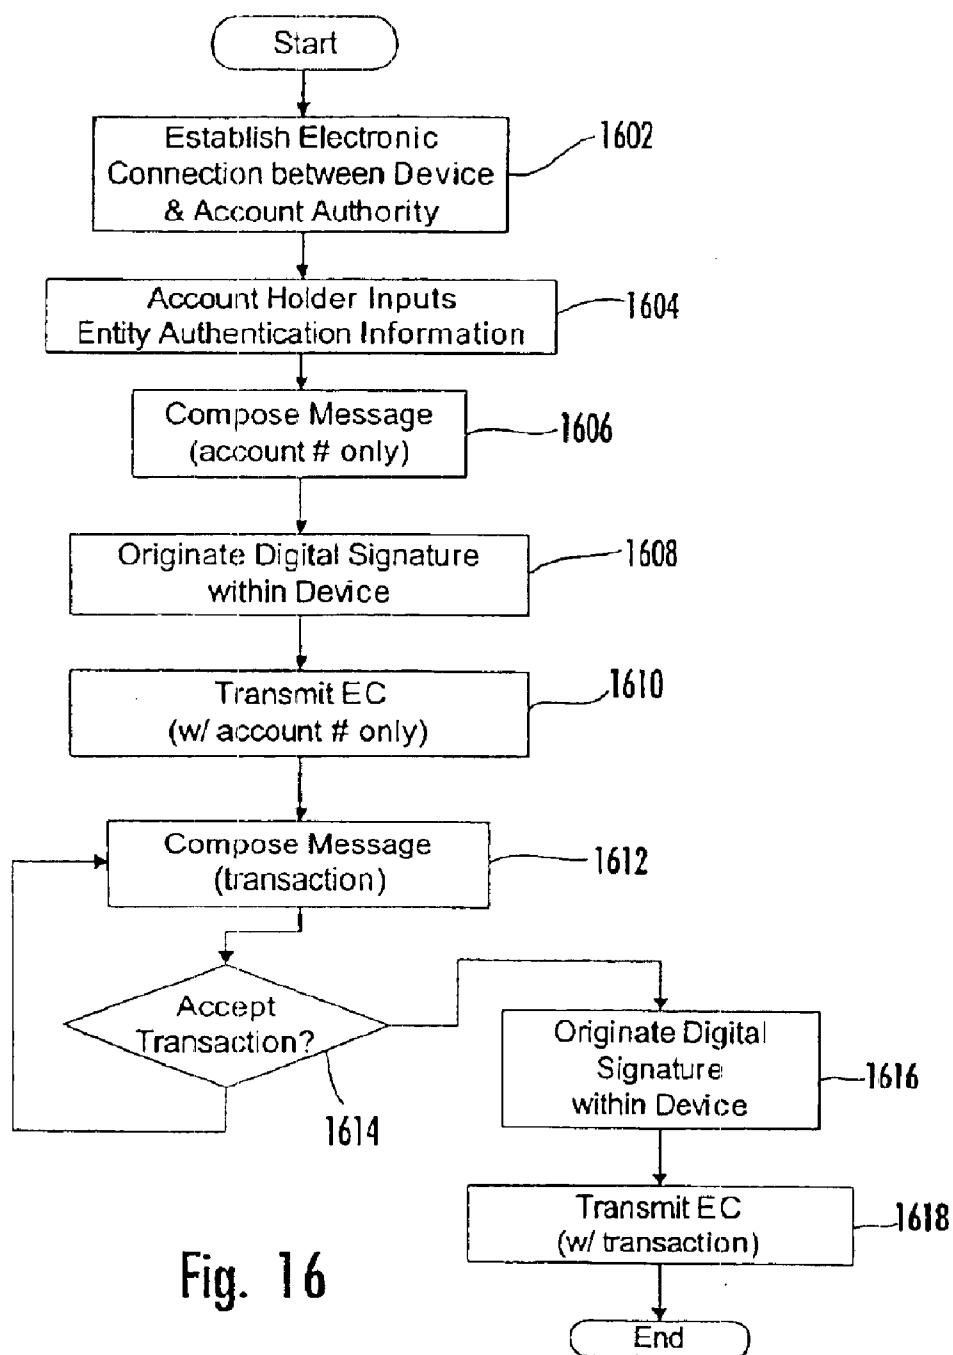 Start
Establish Electronic
Connection between Device
& Account Authority
1602
Account Holder Inputs
Entity Authentication Information
1604
Compose Message
(account # only)
1606
Originate Digital Signature
within Device
1608
Transmit EC
(w/ account # only)
1610
Compose Message
(transaction)
1612
Accept
Transaction?
1614
Originate Digital
Signature
within Device
1616
Transmit EC
(w/ transaction)
1618
End
Fig. 16